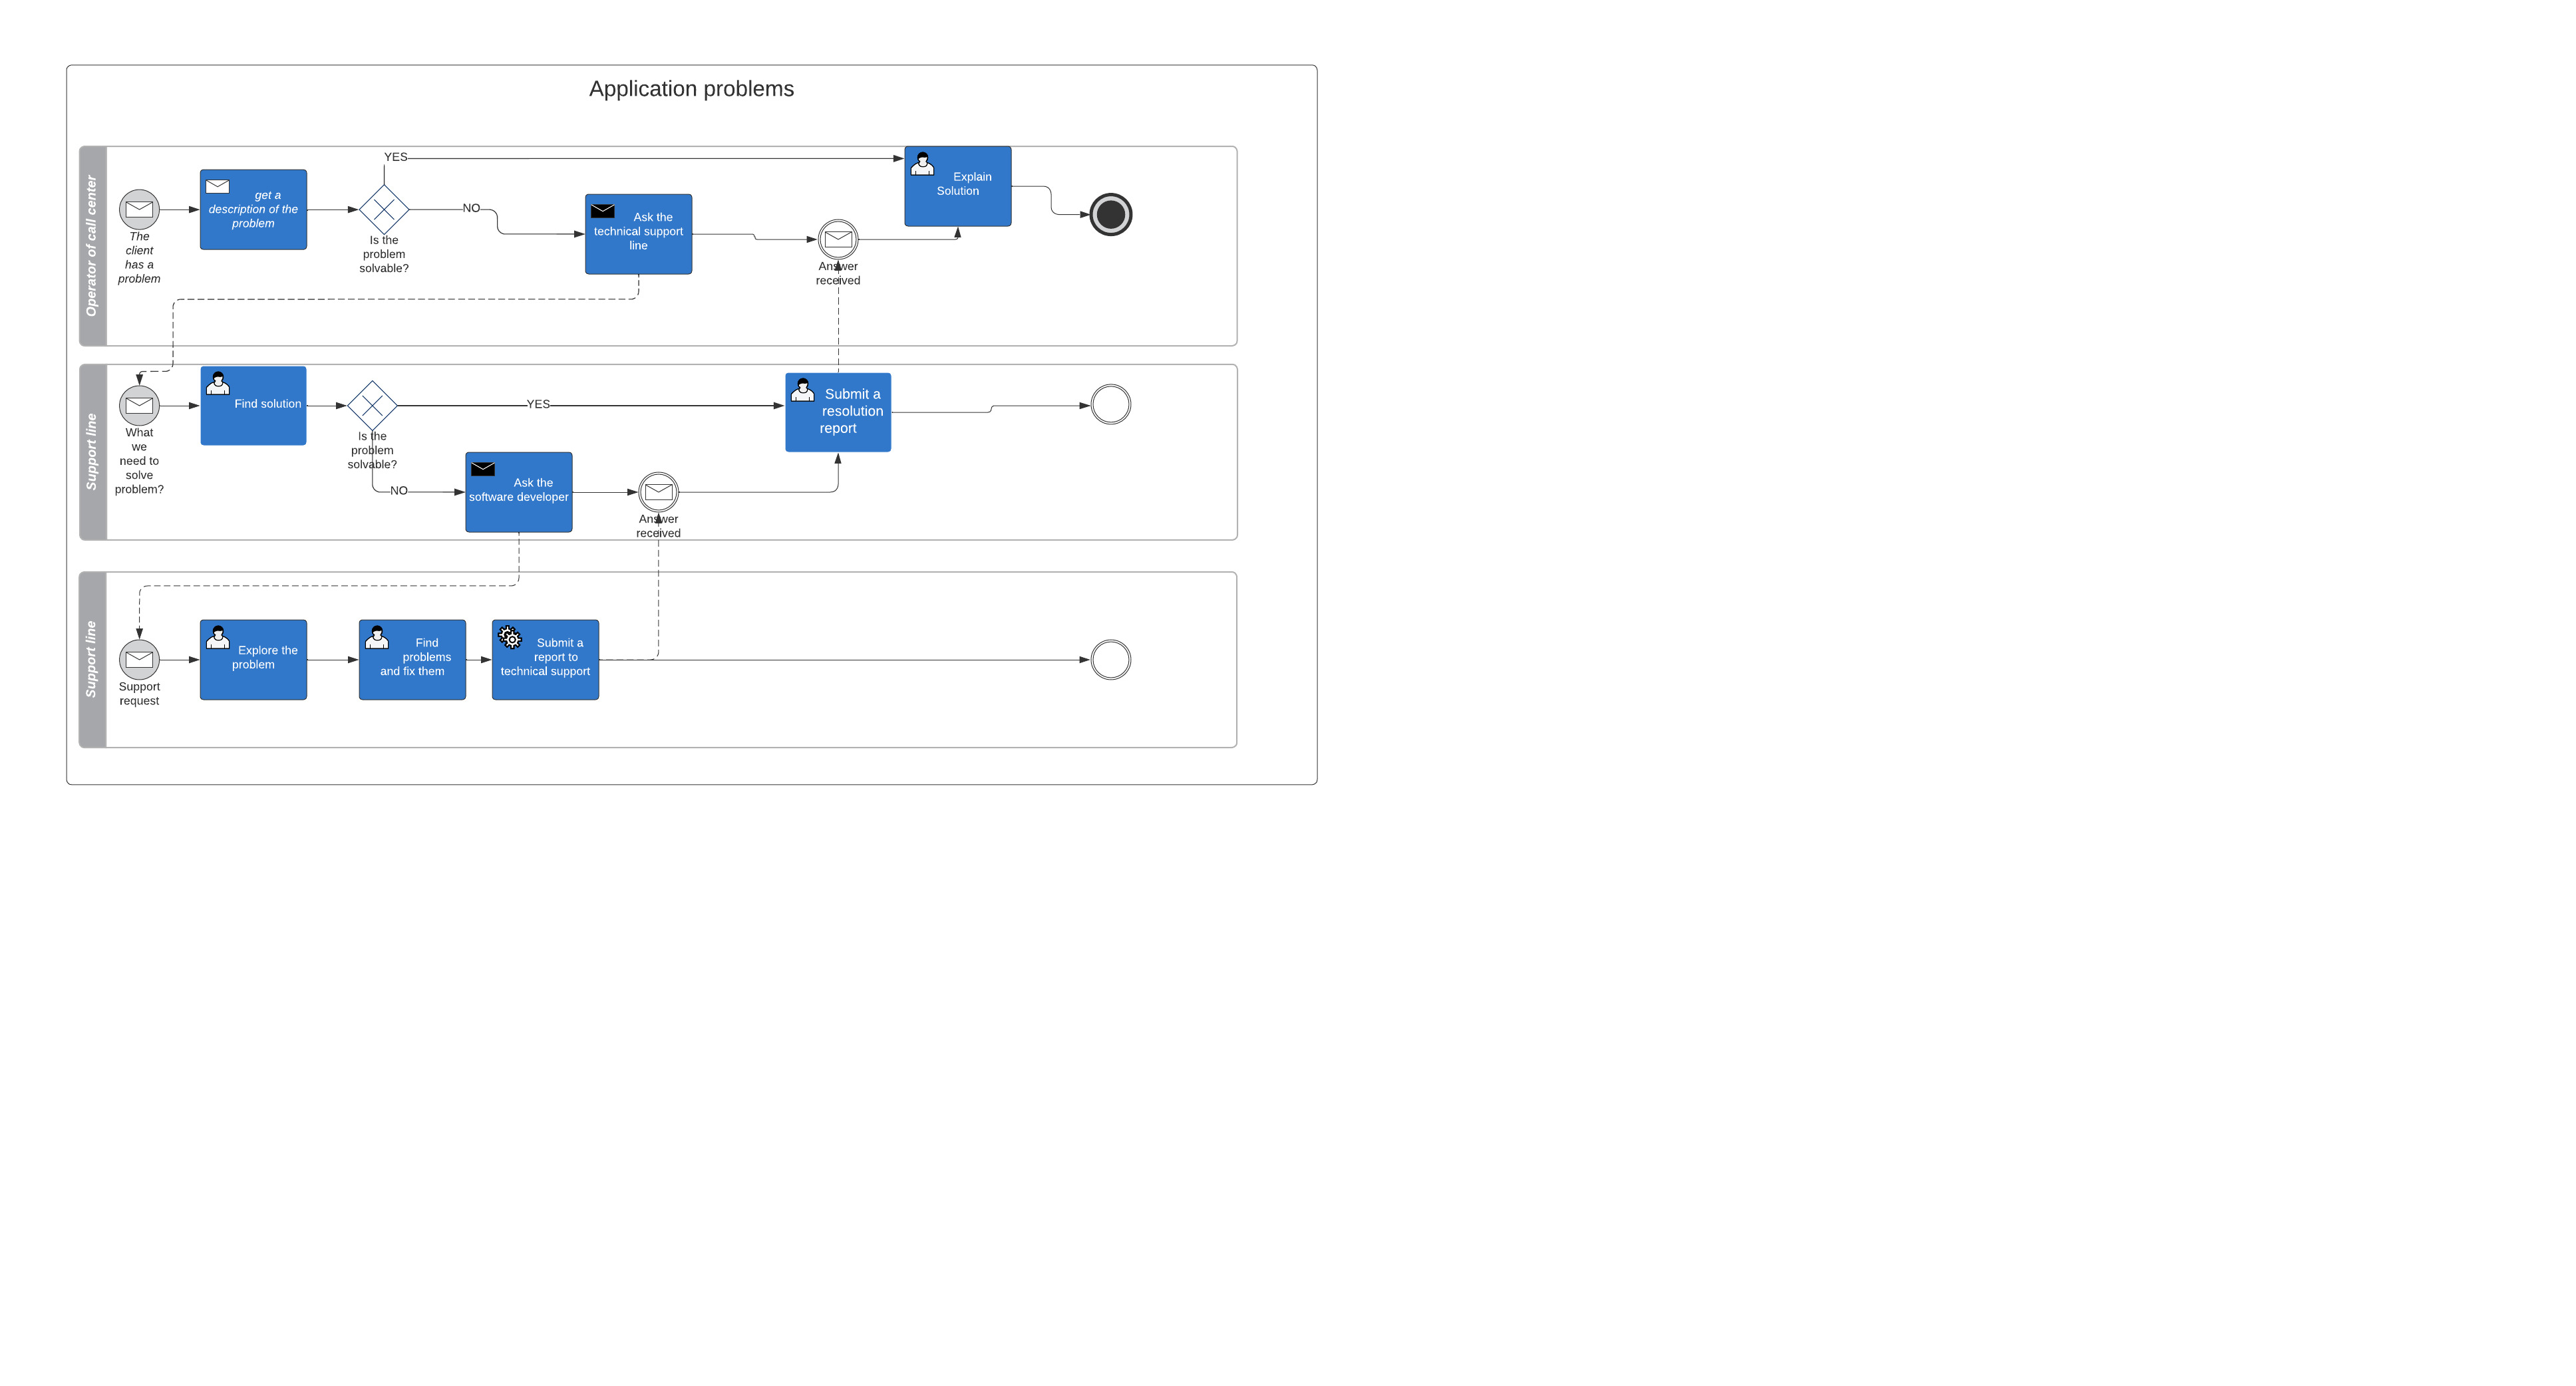 Application problems
Operator of call center
The
client
has a
problem
get a
description of the
problem
YES
NO
Is the
problem
solvable?
Ask the
technical support
line
Answer
received
Explain
Solution
Support line
What
we
need to
solve
problem?
Find solution
Is the
problem
solvable?
YES
NO
Ask the
software developer
Answer
received
Submit a
resolution
report
Support line
Support
request
Explore the
problem
Find
problems
and fix them
Submit a
report to
technical support